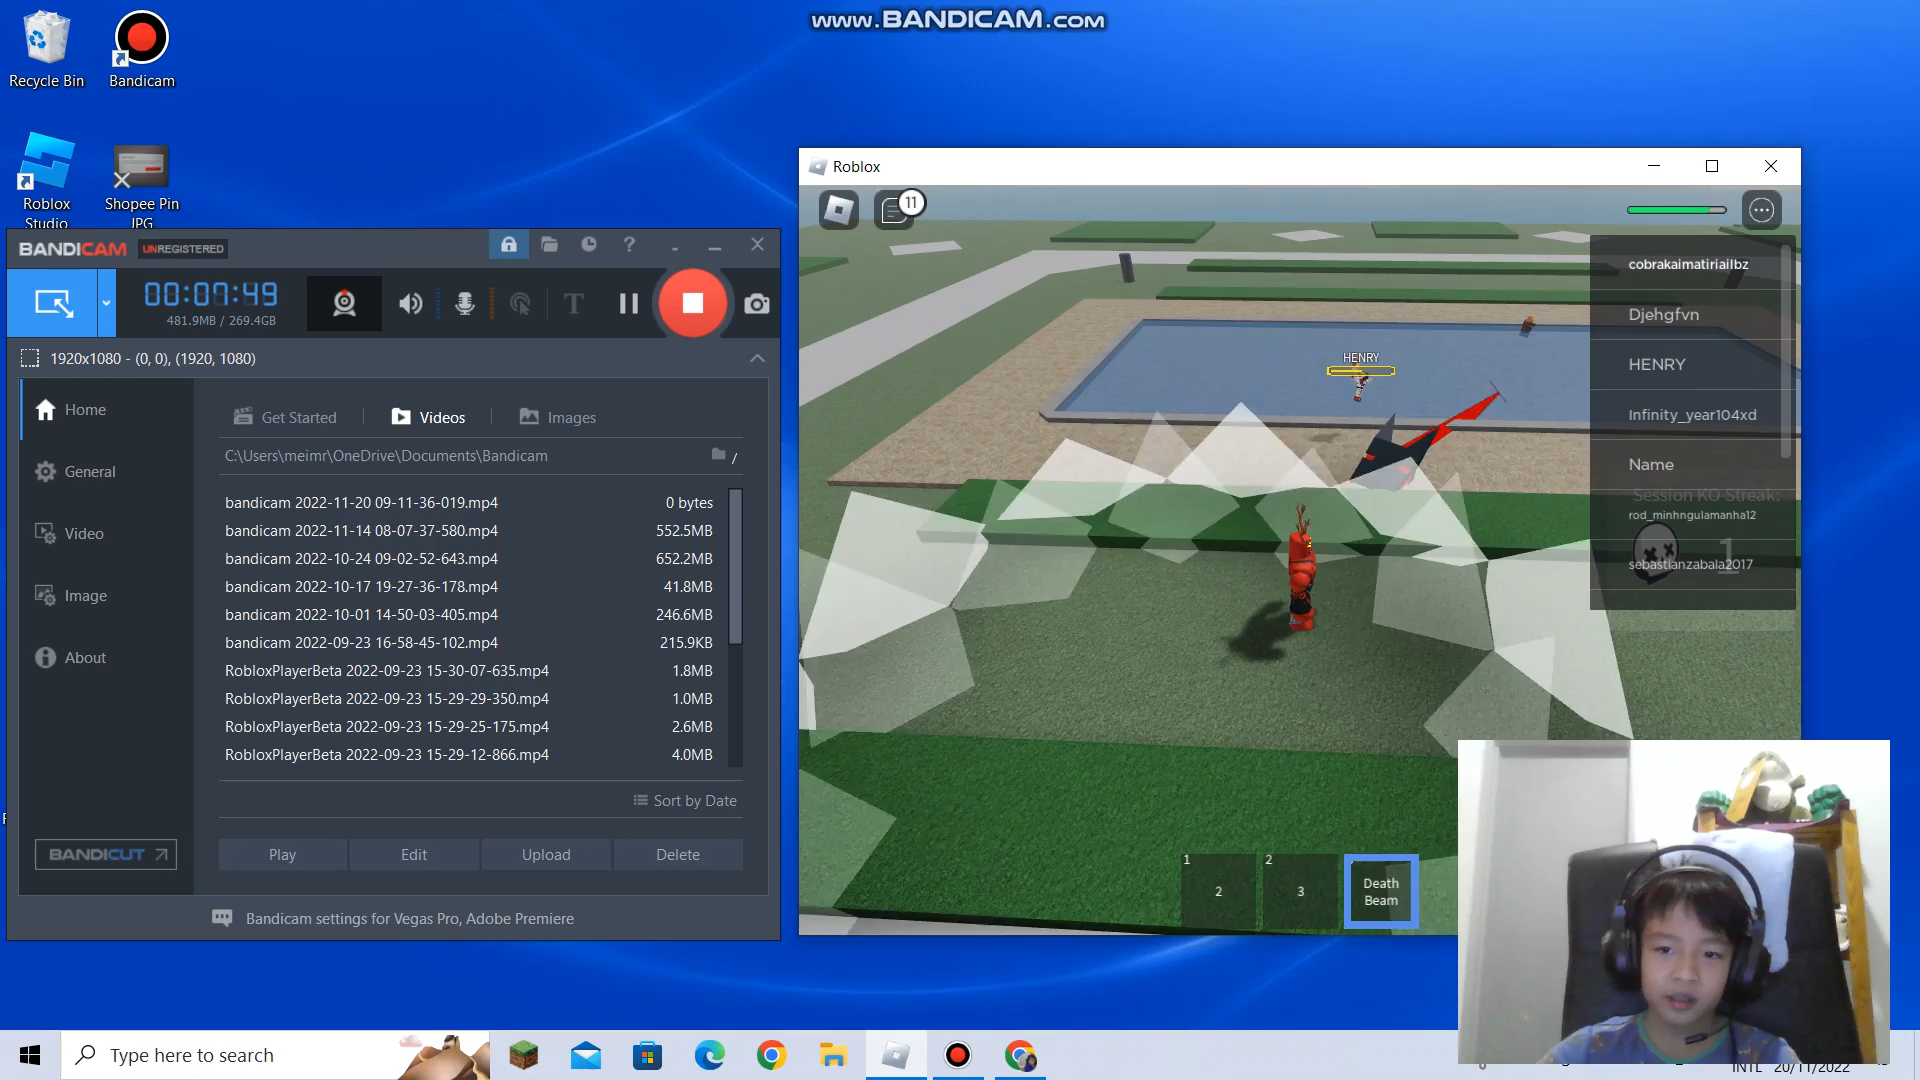 www.BANDICAM.com
Recycle Bin
Bandicam
Roblox
Studio
Shopee Pin
JPG
BANDICAM
UNREGISTERED
00:07:49
481.9MB / 269.4GB
T
1920x1080 - (0, 0), (1920, 1080)
Home
General
Video
Image
About
BANDICUT
Get Started
Videos
Images
C:\Users\meimr\OneDrive\Documents\Bandicam
/
bandicam 2022-11-20 09-11-36-019.mp4 0 bytes
bandicam 2022-11-14 08-07-37-580.mp4 552.5MB
bandicam 2022-10-24 09-02-52-643.mp4 652.2MB
bandicam 2022-10-17 19-27-36-178.mp4 41.8MB
bandicam 2022-10-01 14-50-03-405.mp4 246.6MB
bandicam 2022-09-23 16-58-45-102.mp4 215.9KB
RobloxPlayerBeta 2022-09-23 15-30-07-635.mp4 1.8MB
RobloxPlayerBeta 2022-09-23 15-29-29-350.mp4 1.0MB
RobloxPlayerBeta 2022-09-23 15-29-25-175.mp4 2.6MB
RobloxPlayerBeta 2022-09-23 15-29-12-866.mp4 4.0MB
Sort by Date
Play
Edit
Upload
Delete
Bandicam settings for Vegas Pro, Adobe Premiere
Roblox
11
HENRY
cobrakaimatiriailbz
Djehgfvn
HENRY
Infinity_year104xd
Name
Session KO Streak:
rod_minhngulamanha12
1
sebastianzabala2017
1
2
2
3
Death
Beam
Type here to search
INTL 20/11/2022